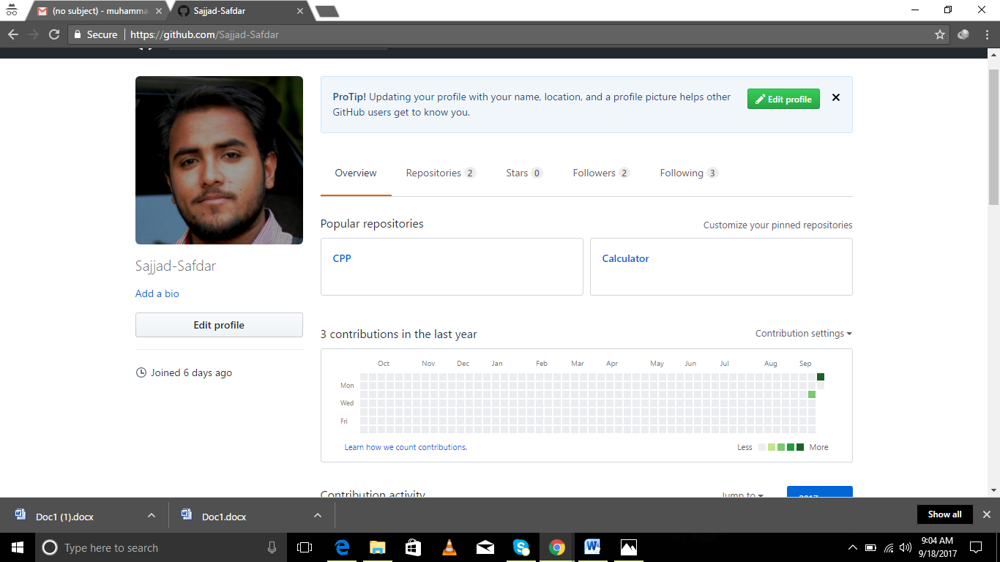 (no subject) - muhamma
Sajjad-Safdar
Secure
https://github.com/Sajjad-Safdar
ProTip! Updating your profile with your name, location, and a profile picture helps other
GitHub users get to know you.
Edit profile
Overview
Repositories 2
Stars 0
Followers 2
Following 3
Popular repositories
Customize your pinned repositories
CPP
Calculator
Sajjad-Safdar
Add a bio
Edit profile
Joined 6 days ago
3 contributions in the last year
Contribution settings
Oct Nov Dec Jan Feb Mar Apr May Jun Jul Aug Sep
Mon
Wed
Fri
Learn how we count contributions.
Less
More
Contribution activity
Jump to
2017
Doc1 (1).docx
Doc1.docx
Show all
Type here to search
9:04 AM
9/18/2017